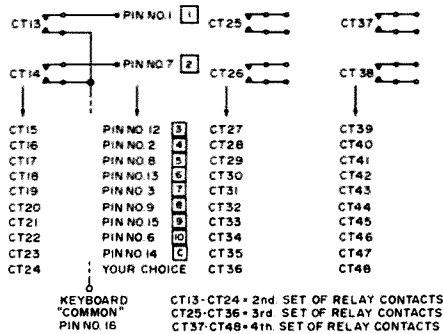 CT13 PIN NO.1 1 CT25 CT37
CT14 PIN NO.7 2 CT26 CT38
CT15 PIN NO. 12 3 CT27 CT39
CT16 PIN NO. 2 4 CT28 CT40
CT17 PIN NO. 8 5 CT29 CT41
CT18 PIN NO. 13 6 CT30 CT42
CT19 PIN NO. 3 7 CT31 CT43
CT20 PIN NO. 9 8 CT32 CT44
CT21 PIN NO. 15 9 CT33 CT45
CT22 PIN NO. 6 10 CT34 CT46
CT23 PIN NO. 14 C CT35 CT47
CT24 YOUR CHOICE CT36 CT48
KEYBOARD
"COMMON"
PIN NO. 16
CT13-CT24 = 2nd. SET OF RELAY CONTACTS
CT25-CT36 = 3rd. SET OF RELAY CONTACTS
CT37-CT48 = 4th. SET OF RELAY CONTACTS